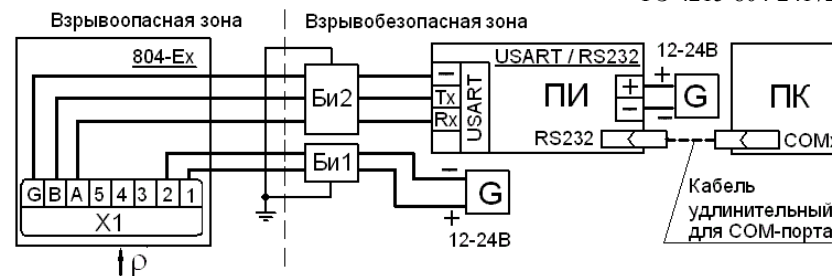 Взрывоопасная зона
Взрывобезопасная зона
804-Ex
USART / RS232
12-24В
Би2
–
Tx
Rx
USART
ПИ
+
–
+
–
G
ПК
RS232
COM
Би1
–
+
G
12-24В
G B A 5 4 3 2 1
X1
ρ
Кабель
удлинительный
для COM-порта